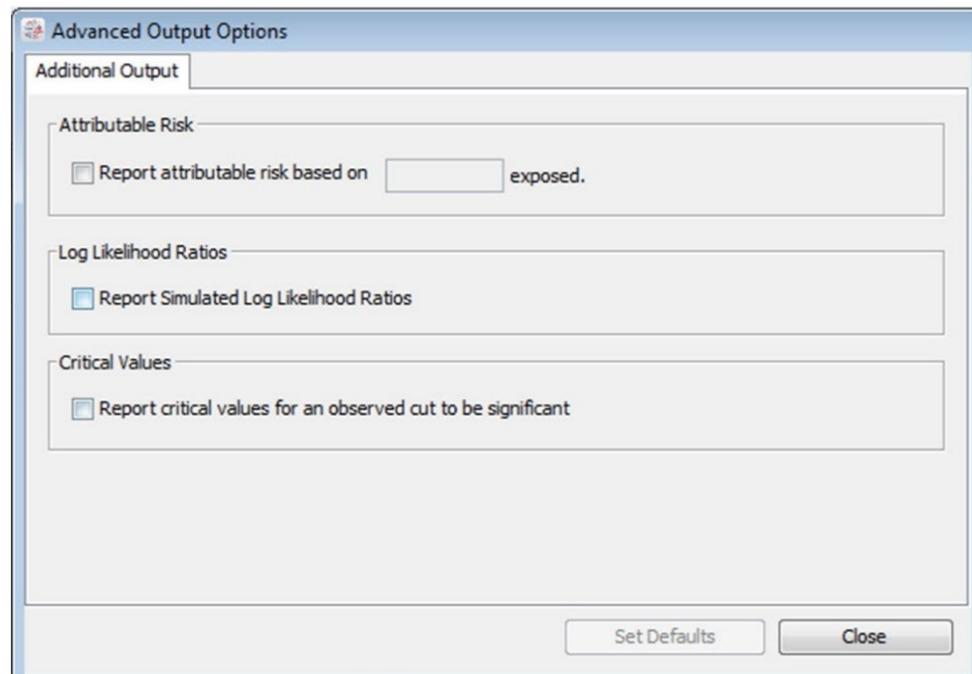 Advanced Output Options
Additional Output
Attributable Risk
Report attributable risk based on exposed.
Log Likelihood Ratios
Report Simulated Log Likelihood Ratios
Critical Values
Report critical values for an observed cut to be significant
Set Defaults Close